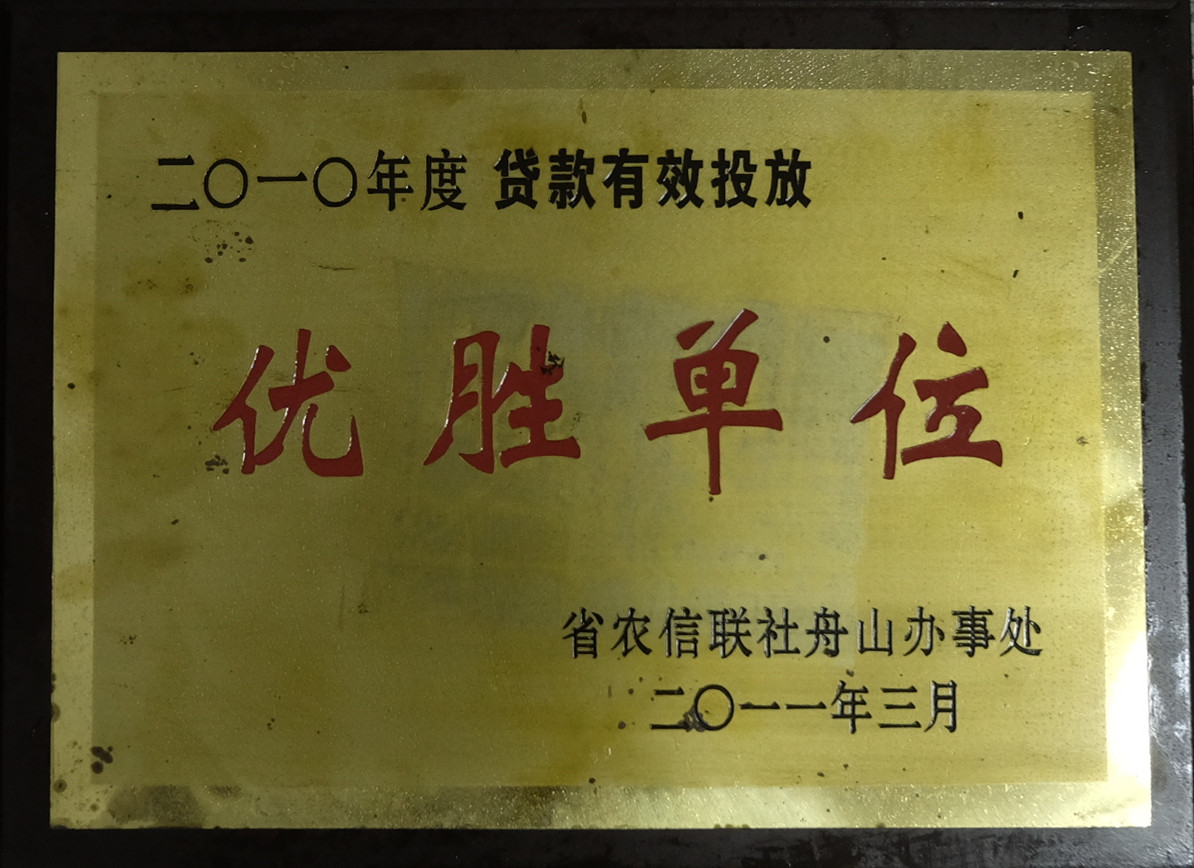 二〇一〇年度 贷款有效投放
优胜单位
省农信联社舟山办事处
二〇一一年三月